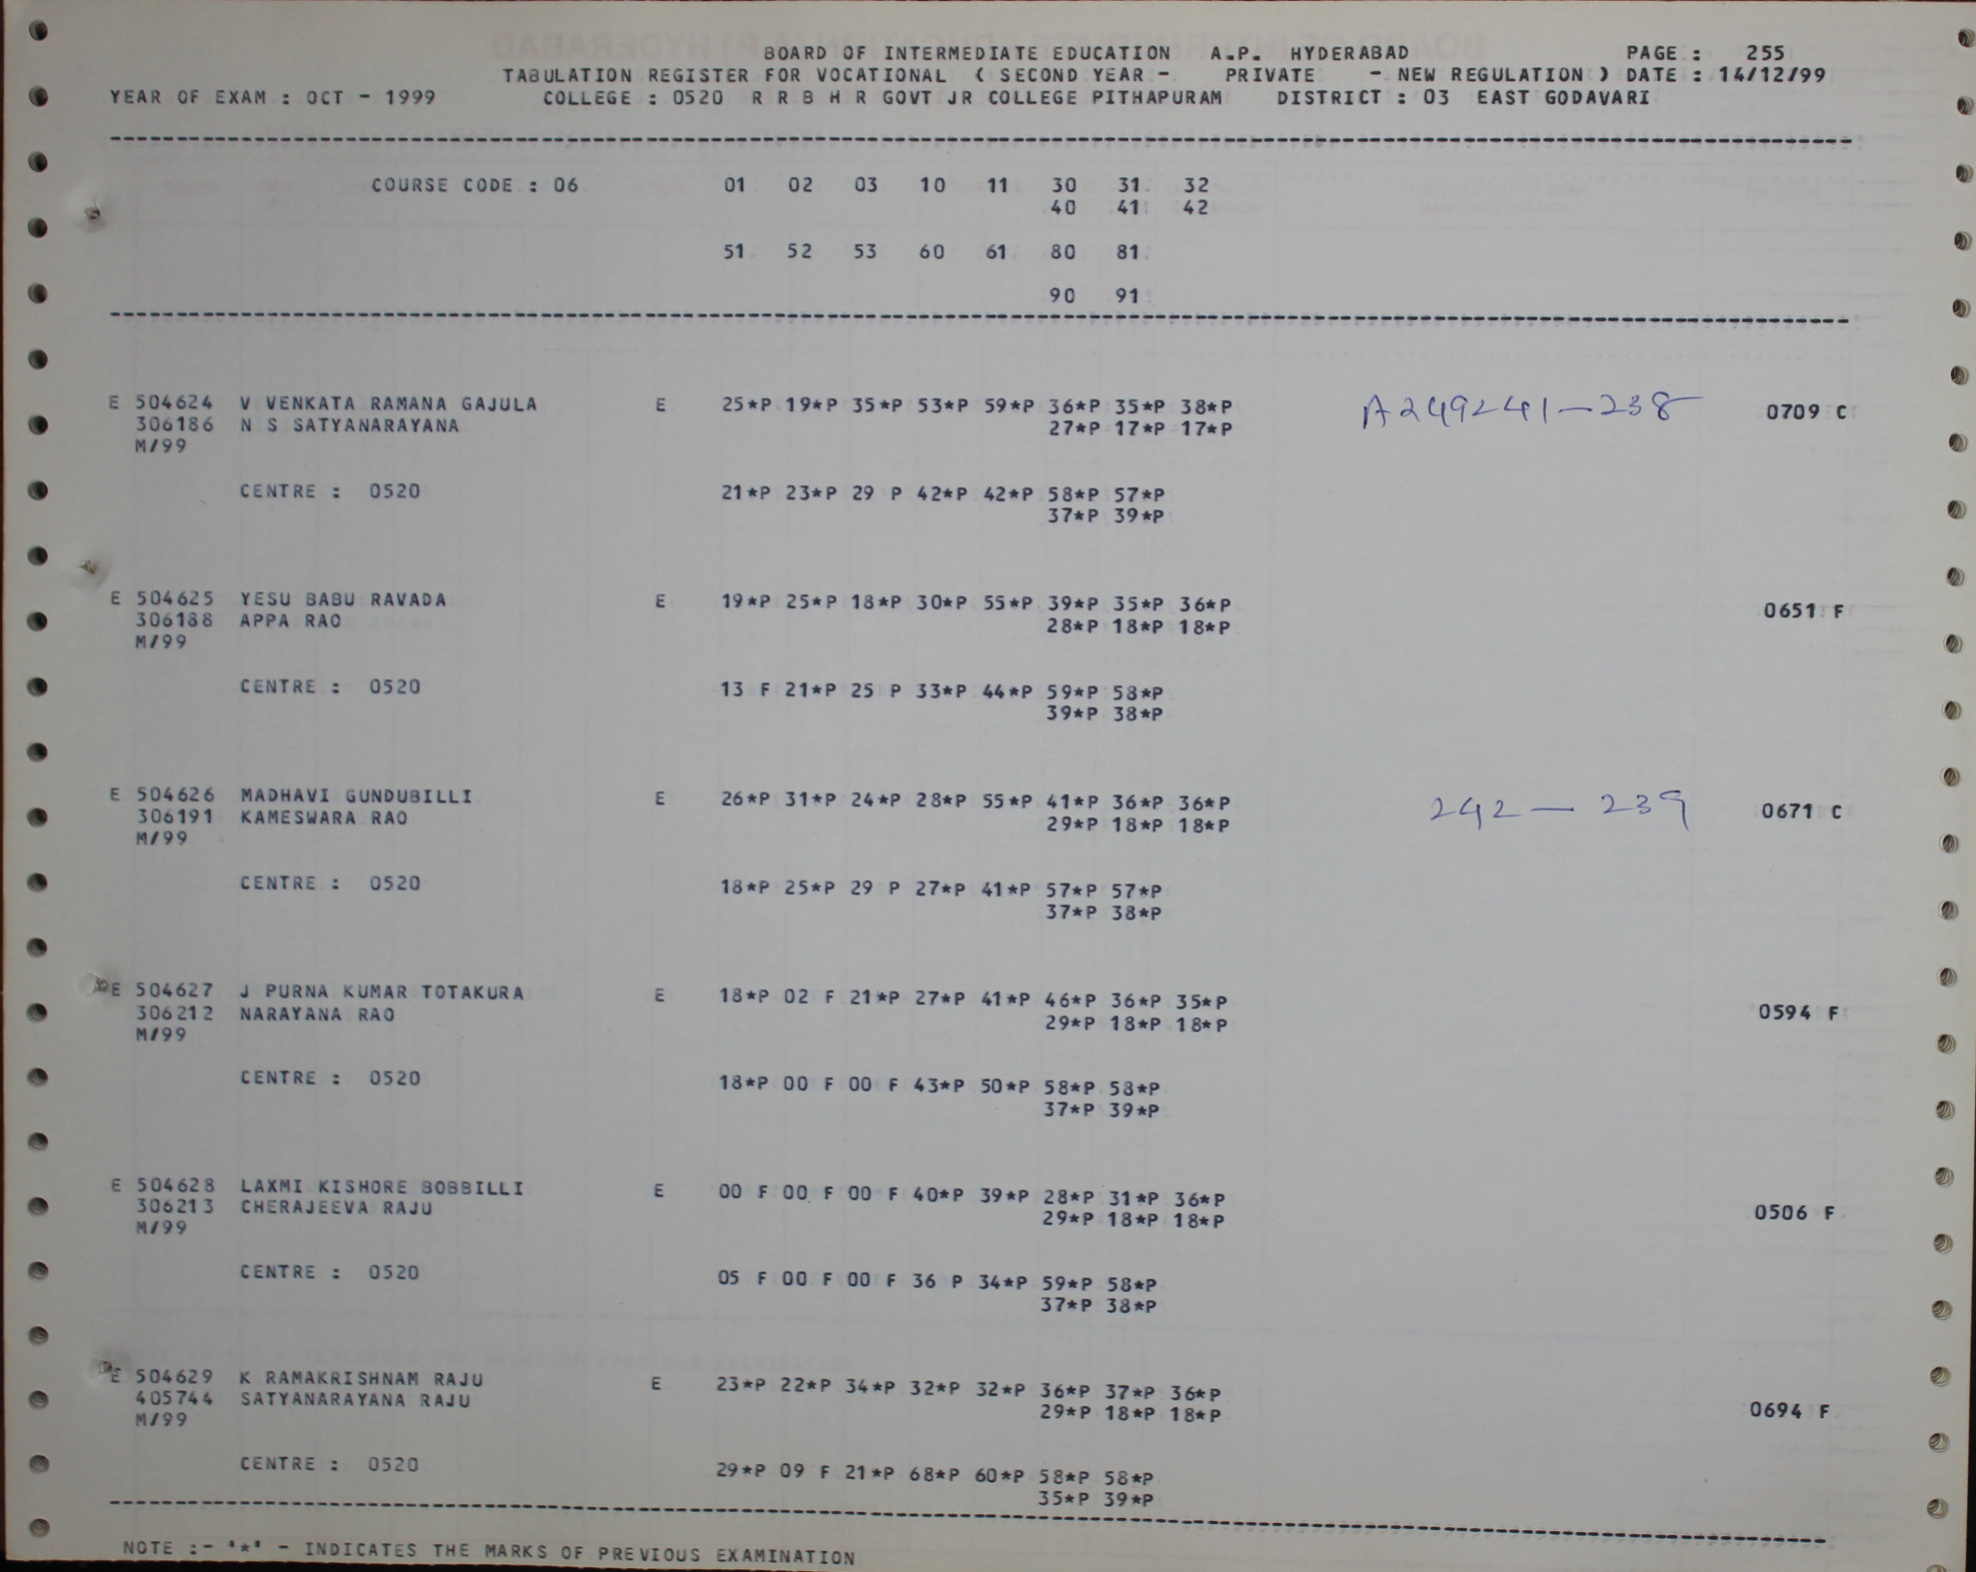 BOARD OF INTERMEDIATE EDUCATION A.P. HYDERABAD PAGE : 255
TABULATION REGISTER FOR VOCATIONAL ( SECOND YEAR - PRIVATE - NEW REGULATION ) DATE : 14/12/99
YEAR OF EXAM : OCT - 1999 COLLEGE : 0520 R R B H R GOVT JR COLLEGE PITHAPURAM DISTRICT : 03 EAST GODAVARI
COURSE CODE : 06 01 02 03 10 11 30 31 32
40 41 42
51 52 53 60 61 80 81
90 91
E 504624 V VENKATA RAMANA GAJULA E 25*P 19*P 35*P 53*P 59*P 36*P 35*P 38*P A249241-238 0709 C
306186 N S SATYANARAYANA 27*P 17*P 17*P
M/99
CENTRE : 0520 21*P 23*P 29 P 42*P 42*P 58*P 57*P
37*P 39*P
E 504625 YESU BABU RAVADA E 19*P 25*P 18*P 30*P 55*P 39*P 35*P 36*P 0651 F
306188 APPA RAO 28*P 18*P 18*P
M/99
CENTRE : 0520 13 F 21*P 25 P 33*P 44*P 59*P 58*P
39*P 38*P
E 504626 MADHAVI GUNDUBILLI E 26*P 31*P 24*P 28*P 55*P 41*P 36*P 36*P 242 - 239 0671 C
306191 KAMESWARA RAO 29*P 18*P 18*P
M/99
CENTRE : 0520 18*P 25*P 29 P 27*P 41*P 57*P 57*P
37*P 38*P
E 504627 J PURNA KUMAR TOTAKURA E 18*P 02 F 21*P 27*P 41*P 46*P 36*P 35*P 0594 F
306212 NARAYANA RAO 29*P 18*P 18*P
M/99
CENTRE : 0520 18*P 00 F 00 F 43*P 50*P 58*P 58*P
37*P 39*P
E 504628 LAXMI KISHORE BOBBILLI E 00 F 00 F 00 F 40*P 39*P 28*P 31*P 36*P 0506 F
306213 CHERAJEEVA RAJU 29*P 18*P 18*P
M/99
CENTRE : 0520 05 F 00 F 00 F 36 P 34*P 59*P 58*P
37*P 38*P
E 504629 K RAMAKRISHNAM RAJU E 23*P 22*P 34*P 32*P 32*P 36*P 37*P 36*P 0694 F
405744 SATYANARAYANA RAJU 29*P 18*P 18*P
M/99
CENTRE : 0520 29*P 09 F 21*P 68*P 60*P 58*P 58*P
35*P 39*P
NOTE :- '*' - INDICATES THE MARKS OF PREVIOUS EXAMINATION